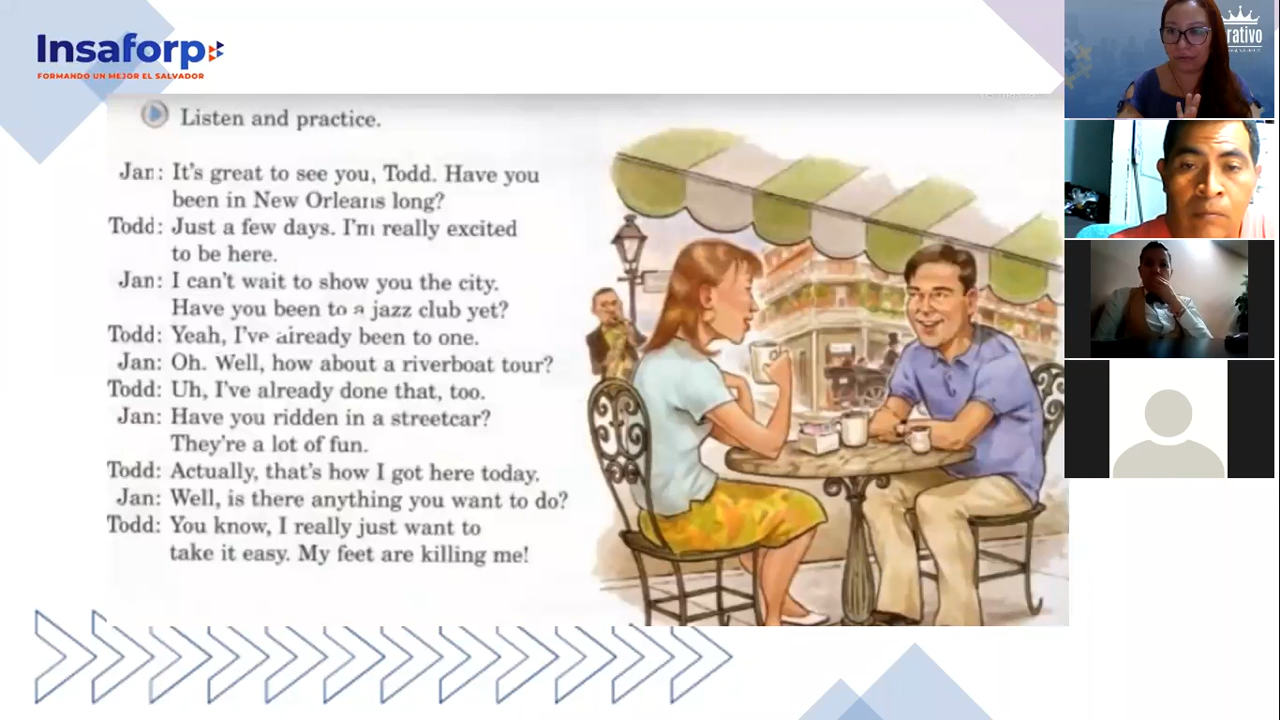 Insaforp
FORMANDO UN MEJOR EL SALVADOR
rativo
Listen and practice.
Jan: It's great to see you, Todd. Have you
been in New Orleans long?
Todd: Just a few days. I'm really excited
to be here.
Jan: I can't wait to show you the city.
Have you been to a jazz club yet?
Todd: Yeah, I've already been to one.
Jan: Oh. Well, how about a riverboat tour?
Todd: Uh, I've already done that, too.
Jan: Have you ridden in a streetcar?
They're a lot of fun.
Todd: Actually, that's how I got here today.
Jan: Well, is there anything you want to do?
Todd: You know, I really just want to
take it easy. My feet are killing me!